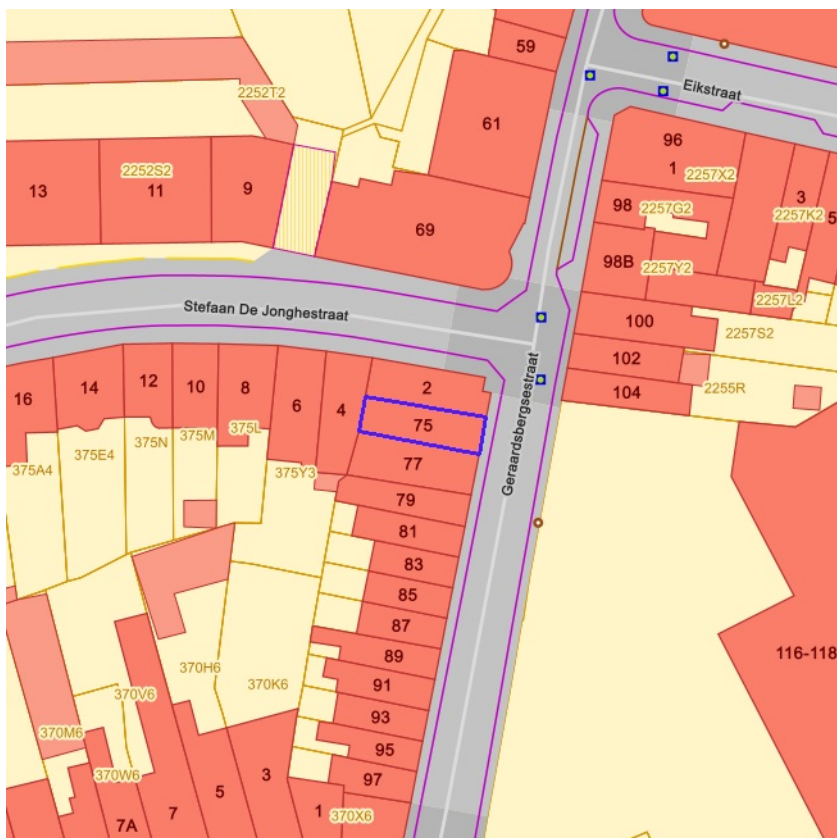 59
Eikstraat
2252T2
61
96
1
2257X2
2252S2
13
11
9
3
2257K2
5
98
2257G2
69
98B
2257Y2
2257L2
Stefaan De Jonghestraat
100
2257S2
102
2255R
104
16
14
12
10
8
6
4
2
75
Geraardsbergsestraat
375A4
375E4
375N
375M
375L
375Y3
77
79
81
83
85
87
89
91
93
95
97
116-118
370H6
370K6
370V6
370M6
370W6
7A
7
5
3
1
370X6